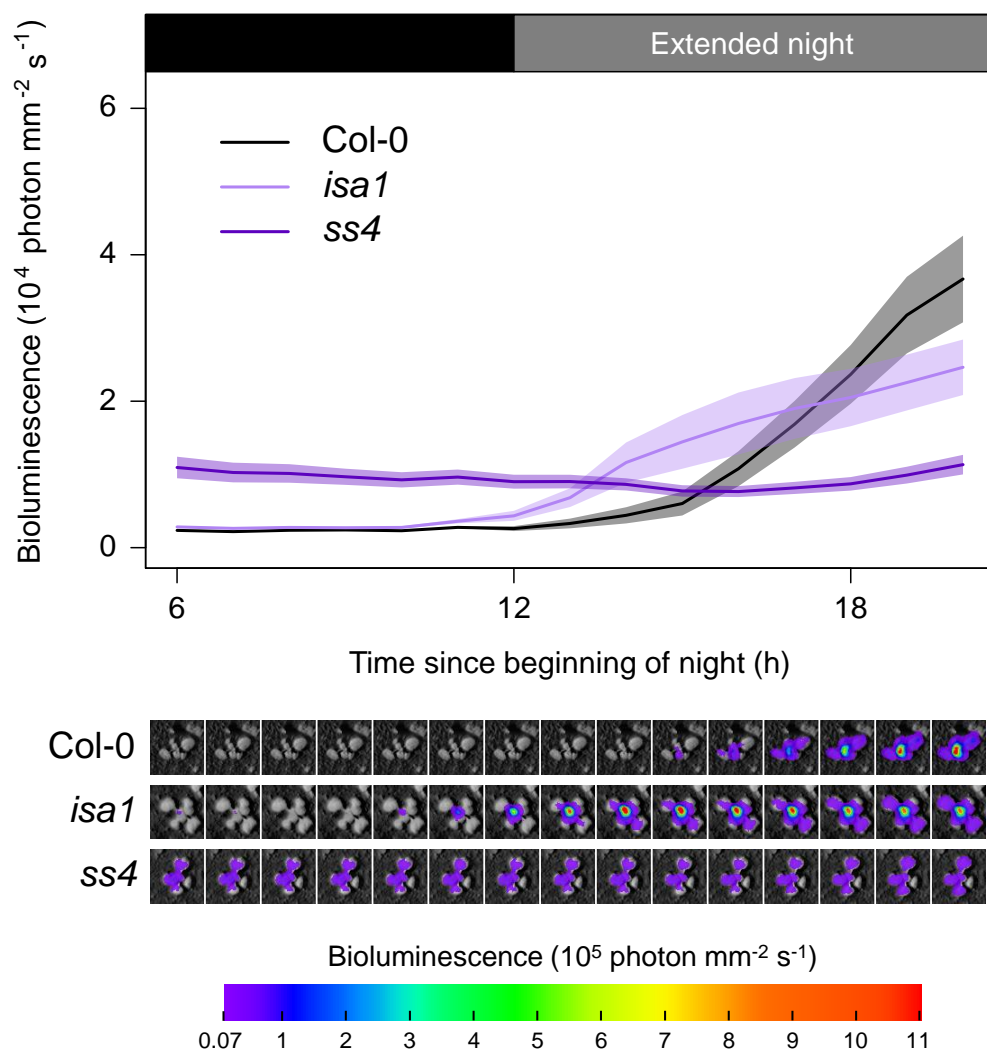 Extended night
Bioluminescence (10⁴ photon mm⁻² s⁻¹)
6
4
2
0
Col-0
isa1
ss4
6 12 18
Time since beginning of night (h)
Col-0
isa1
ss4
Bioluminescence (10⁵ photon mm⁻² s⁻¹)
0.07 1 2 3 4 5 6 7 8 9 10 11